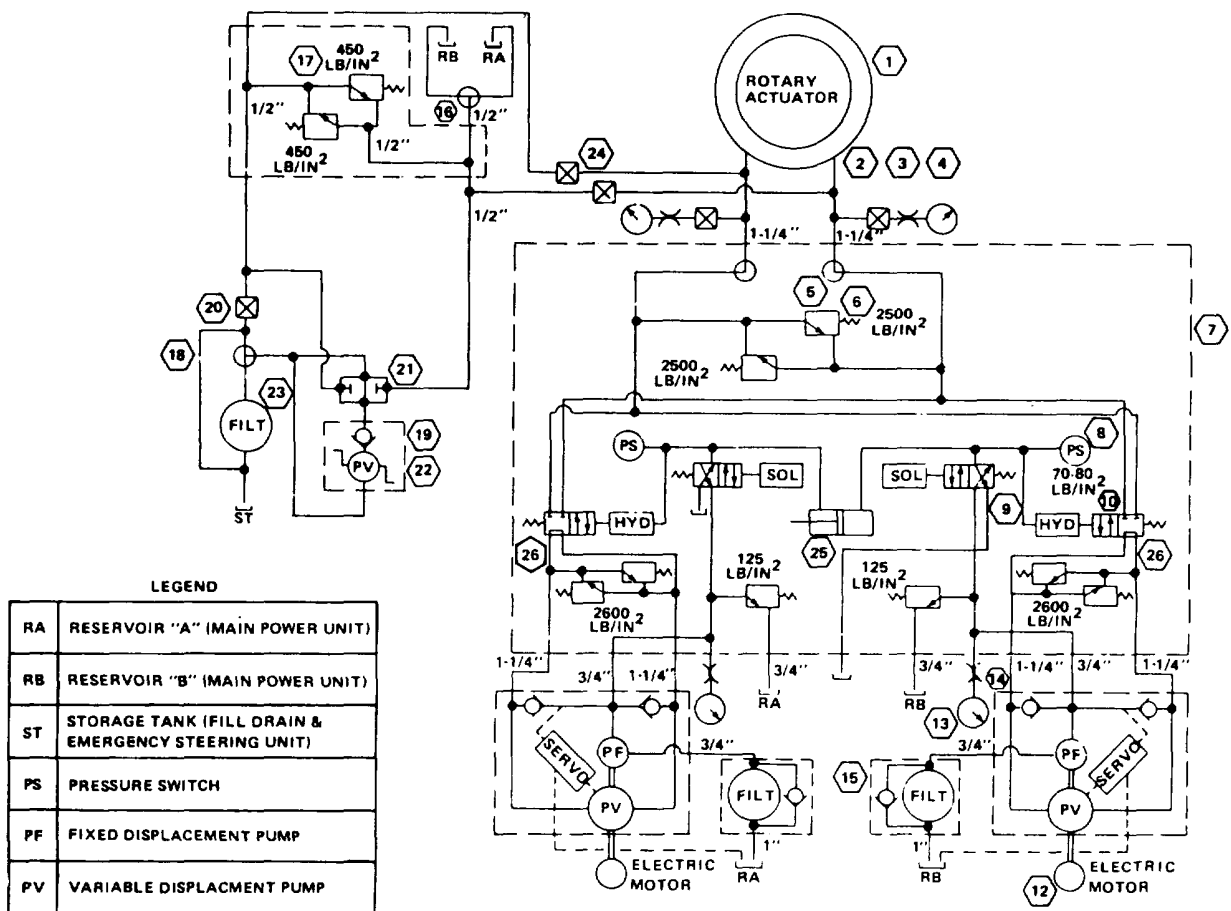 17
450
LB/IN²
RB
RA
16
1/2"
1/2"
450
LB/IN²
1/2"
1/2"
24
ROTARY
ACTUATOR
1
2
3
4
1-1/4"
1-1/4"
20
18
23
FILT
21
19
22
PV
ST
5
6
2500
LB/IN²
2500
LB/IN²
7
PS
SOL
SOL
PS
8
70-80
LB/IN²
9
10
HYD
HYD
26
25
26
125
LB/IN²
125
LB/IN²
2600
LB/IN²
2600
LB/IN²
1-1/4"
3/4"
1-1/4"
3/4"
RA
3/4"
RB
14
13
1-1/4"
3/4"
1-1/4"
SERVO
PF
PV
3/4"
FILT
15
3/4"
FILT
PF
SERVO
PV
1"
RA
1"
RB
ELECTRIC
MOTOR
12
ELECTRIC
MOTOR
LEGEND
RA RESERVOIR "A" (MAIN POWER UNIT)
RB RESERVOIR "B" (MAIN POWER UNIT)
ST STORAGE TANK (FILL DRAIN &
EMERGENCY STEERING UNIT)
PS PRESSURE SWITCH
PF FIXED DISPLACEMENT PUMP
PV VARIABLE DISPLACMENT PUMP